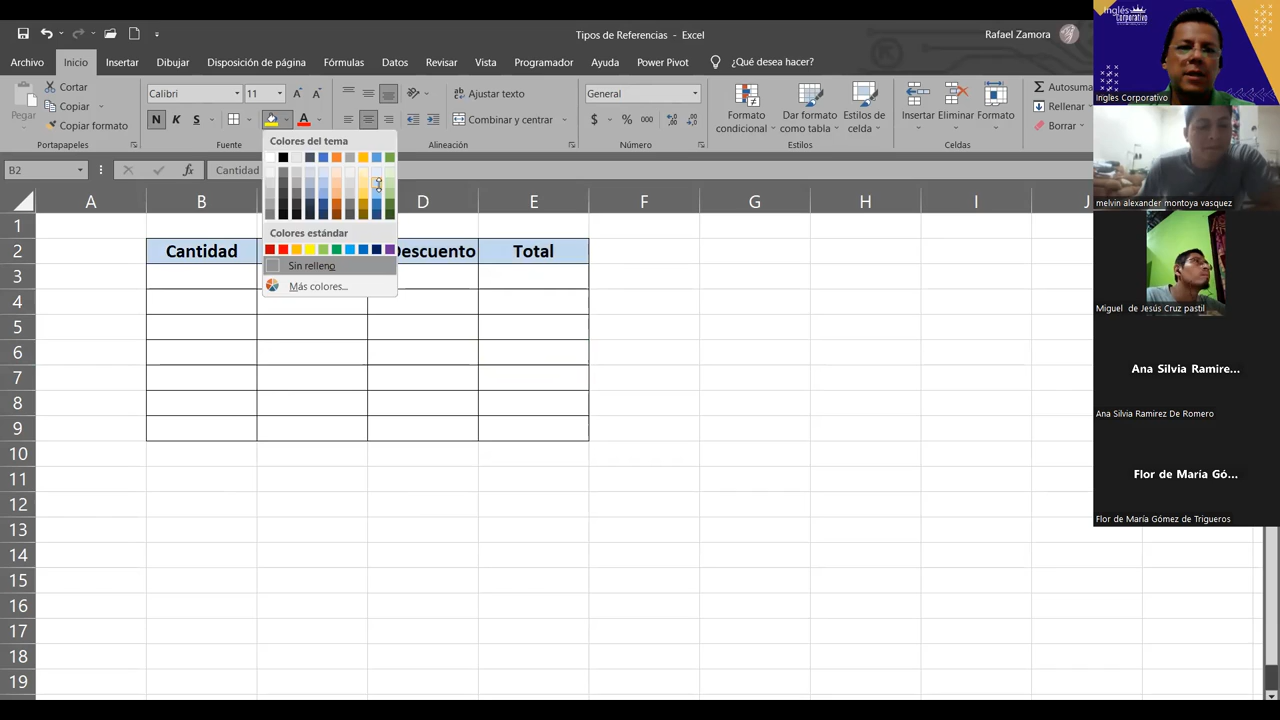 Tipos de Referencias - Excel
Rafael Zamora
Archivo Inicio Insertar Dibujar Disposición de página Fórmulas Datos Revisar Vista Programador Ayuda Power Pivot ¿Qué desea hacer?
Pegar
Cortar
Copiar
Copiar formato
Portapapeles
Calibri 11
N K S
Fuente
Ajustar texto
Combinar y centrar
Alineación
General
$ %
Número
Formato condicional
Dar formato como tabla
Estilos de celda
Estilos
Insertar Eliminar Formato
Celdas
Autosuma
Rellenar
Borrar
B2
fx
Cantidad
Colores del tema
Colores estándar
Sin relleno
Más colores...
A B D E F G H I J
1
2 Cantidad Descuento Total
3
4
5
6
7
8
9
10
11
12
13
14
15
16
17
18
19
Inglés
Corporativo
Ingles Corporativo
melvin alexander montoya vasquez
Miguel de Jesús Cruz pastil
Ana Silvia Ramire...
Ana Silvia Ramirez De Romero
Flor de María Gó...
Flor de María Gómez de Trigueros